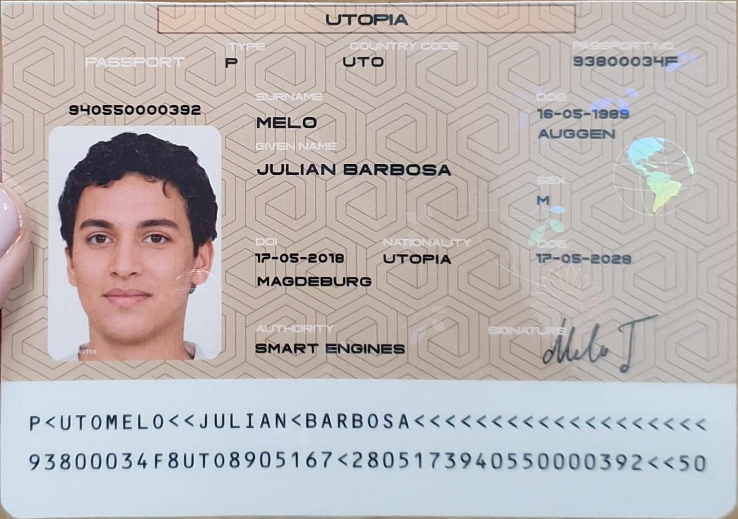 UTOPIA
PASSPORT
TYPE
P
COUNTRY CODE
UTO
PASSPORT NO.
93800034F
940550000392
SURNAME
MELO
DOB
16-05-1989
AUGGEN
GIVEN NAME
JULIAN BARBOSA
SEX
M
DOI
17-05-2018
MAGDEBURG
NATIONALITY
UTOPIA
DOE
17-05-2028
AUTHORITY
SMART ENGINES
SIGNATURE
Melo J
P<UTOMELO<<JULIAN<BARBOSA<<<<<<<<<<<<<<<<<<<
93800034F8UTO8905167<2805173940550000392<<50